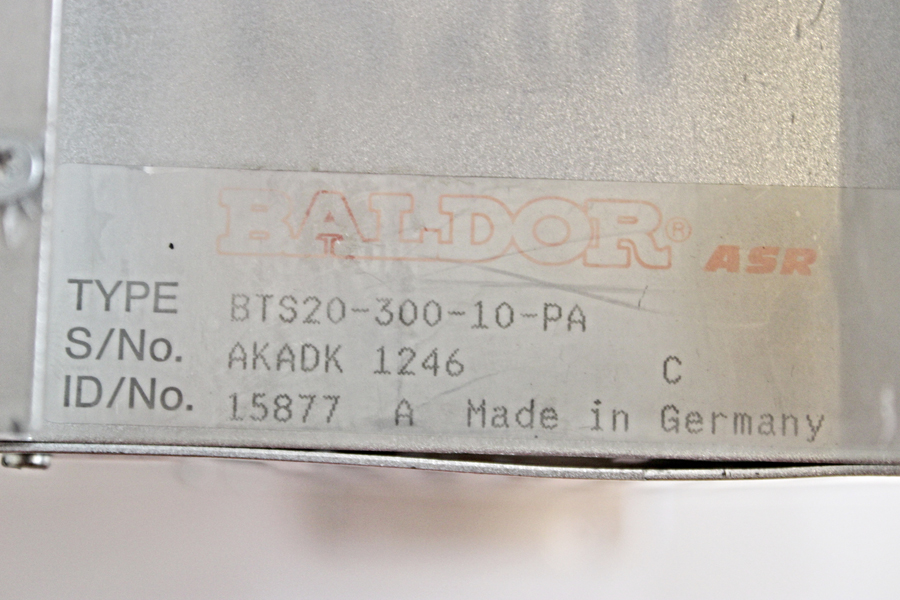 BALDOR® ASR
TYPE BTS20-300-10-PA
S/No. AKADK 1246 C
ID/No. 15877 A Made in Germany